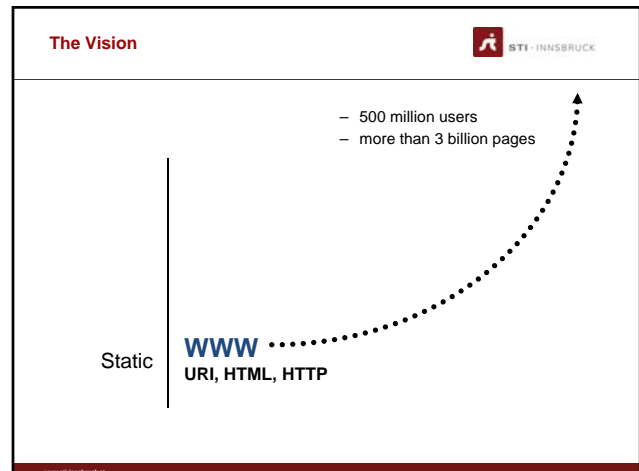 The Vision
STI · INNSBRUCK
– 500 million users
– more than 3 billion pages
WWW
Static
URI, HTML, HTTP